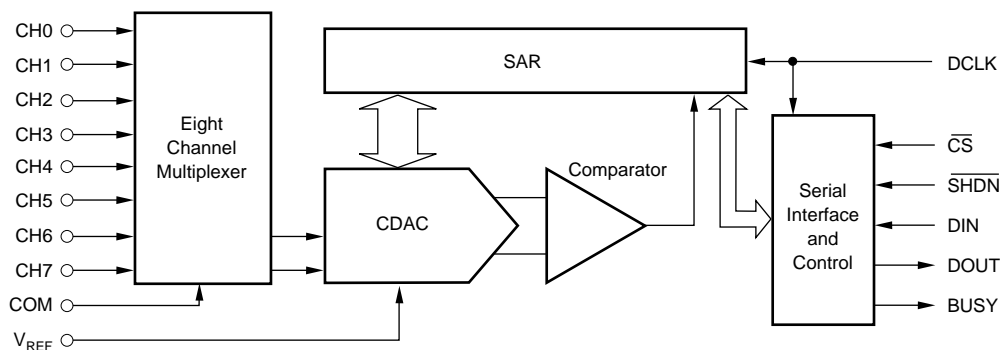 CH0
CH1
CH2
CH3
CH4
CH5
CH6
CH7
COM
VREF
Eight
Channel
Multiplexer
SAR
CDAC
Comparator
Serial
Interface
and
Control
DCLK
CS
SHDN
DIN
DOUT
BUSY